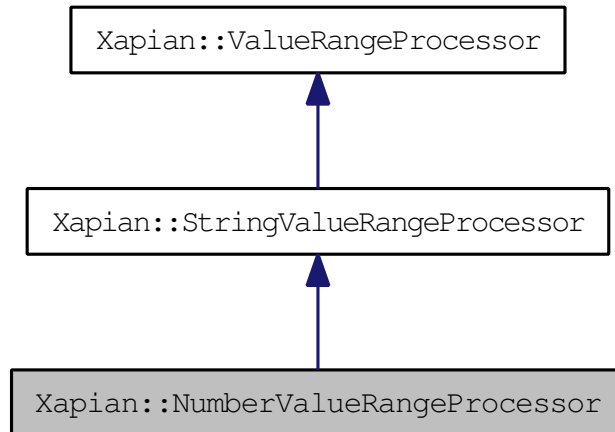 Xapian::ValueRangeProcessor
Xapian::StringValueRangeProcessor
Xapian::NumberValueRangeProcessor